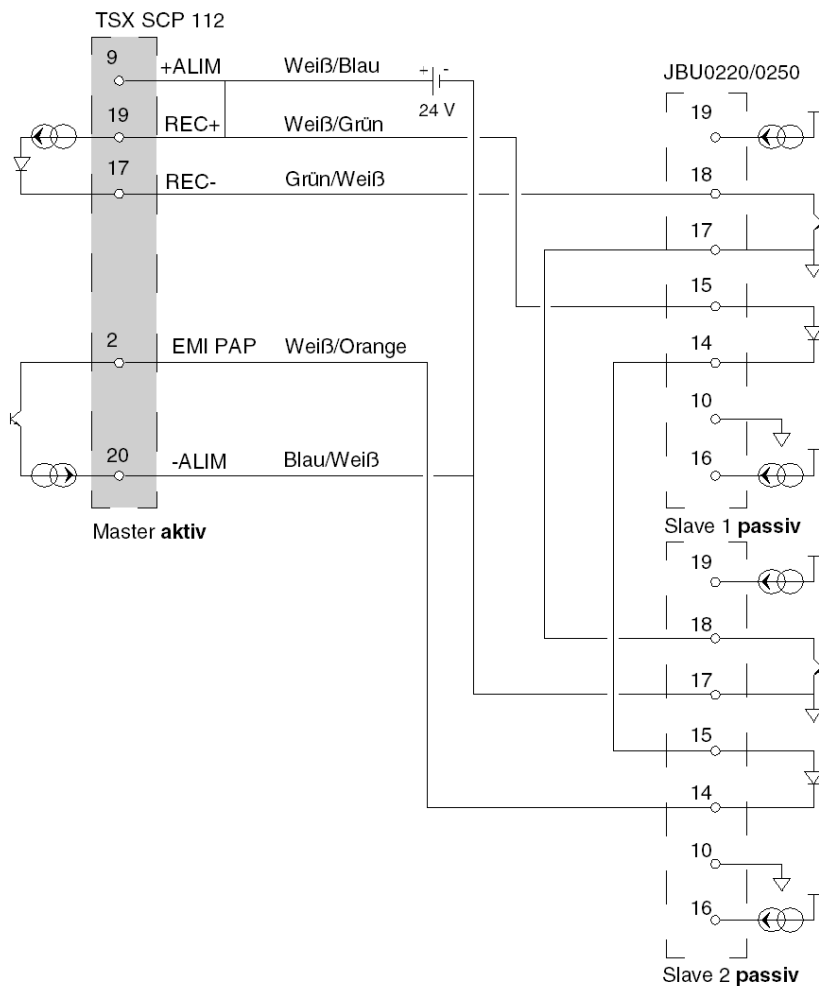 TSX SCP 112
9
+ALIM
Weiß/Blau
+ -
24 V
19
REC+
Weiß/Grün
17
REC-
Grün/Weiß
2
EMI PAP
Weiß/Orange
20
-ALIM
Blau/Weiß
Master aktiv
JBU0220/0250
19
18
17
15
14
10
16
Slave 1 passiv
19
18
17
15
14
10
16
Slave 2 passiv